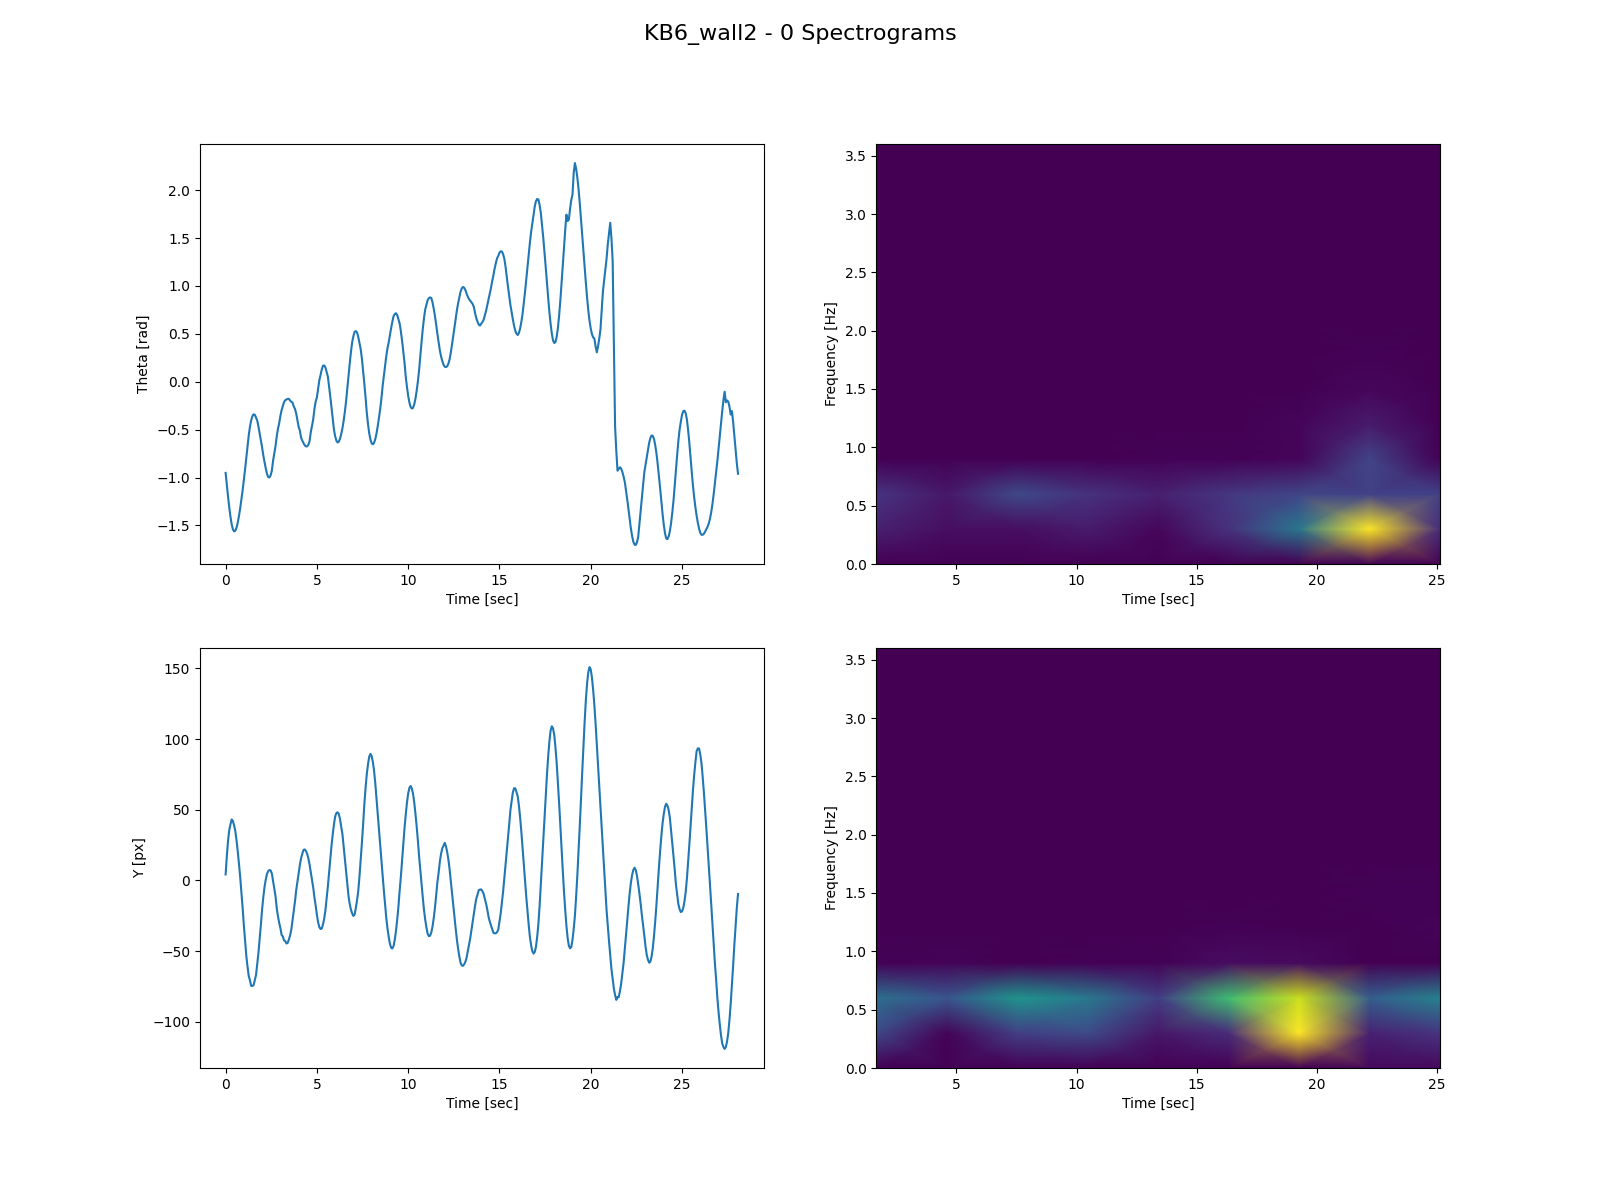 KB6_wall2 - 0 Spectrograms
Theta [rad]
2.0
1.5
1.0
0.5
0.0
−0.5
−1.0
−1.5
0 5 10 15 20 25
Time [sec]
Frequency [Hz]
3.5
3.0
2.5
2.0
1.5
1.0
0.5
0.0
5 10 15 20 25
Time [sec]
Y [px]
150
100
50
0
−50
−100
0 5 10 15 20 25
Time [sec]
Frequency [Hz]
3.5
3.0
2.5
2.0
1.5
1.0
0.5
0.0
5 10 15 20 25
Time [sec]